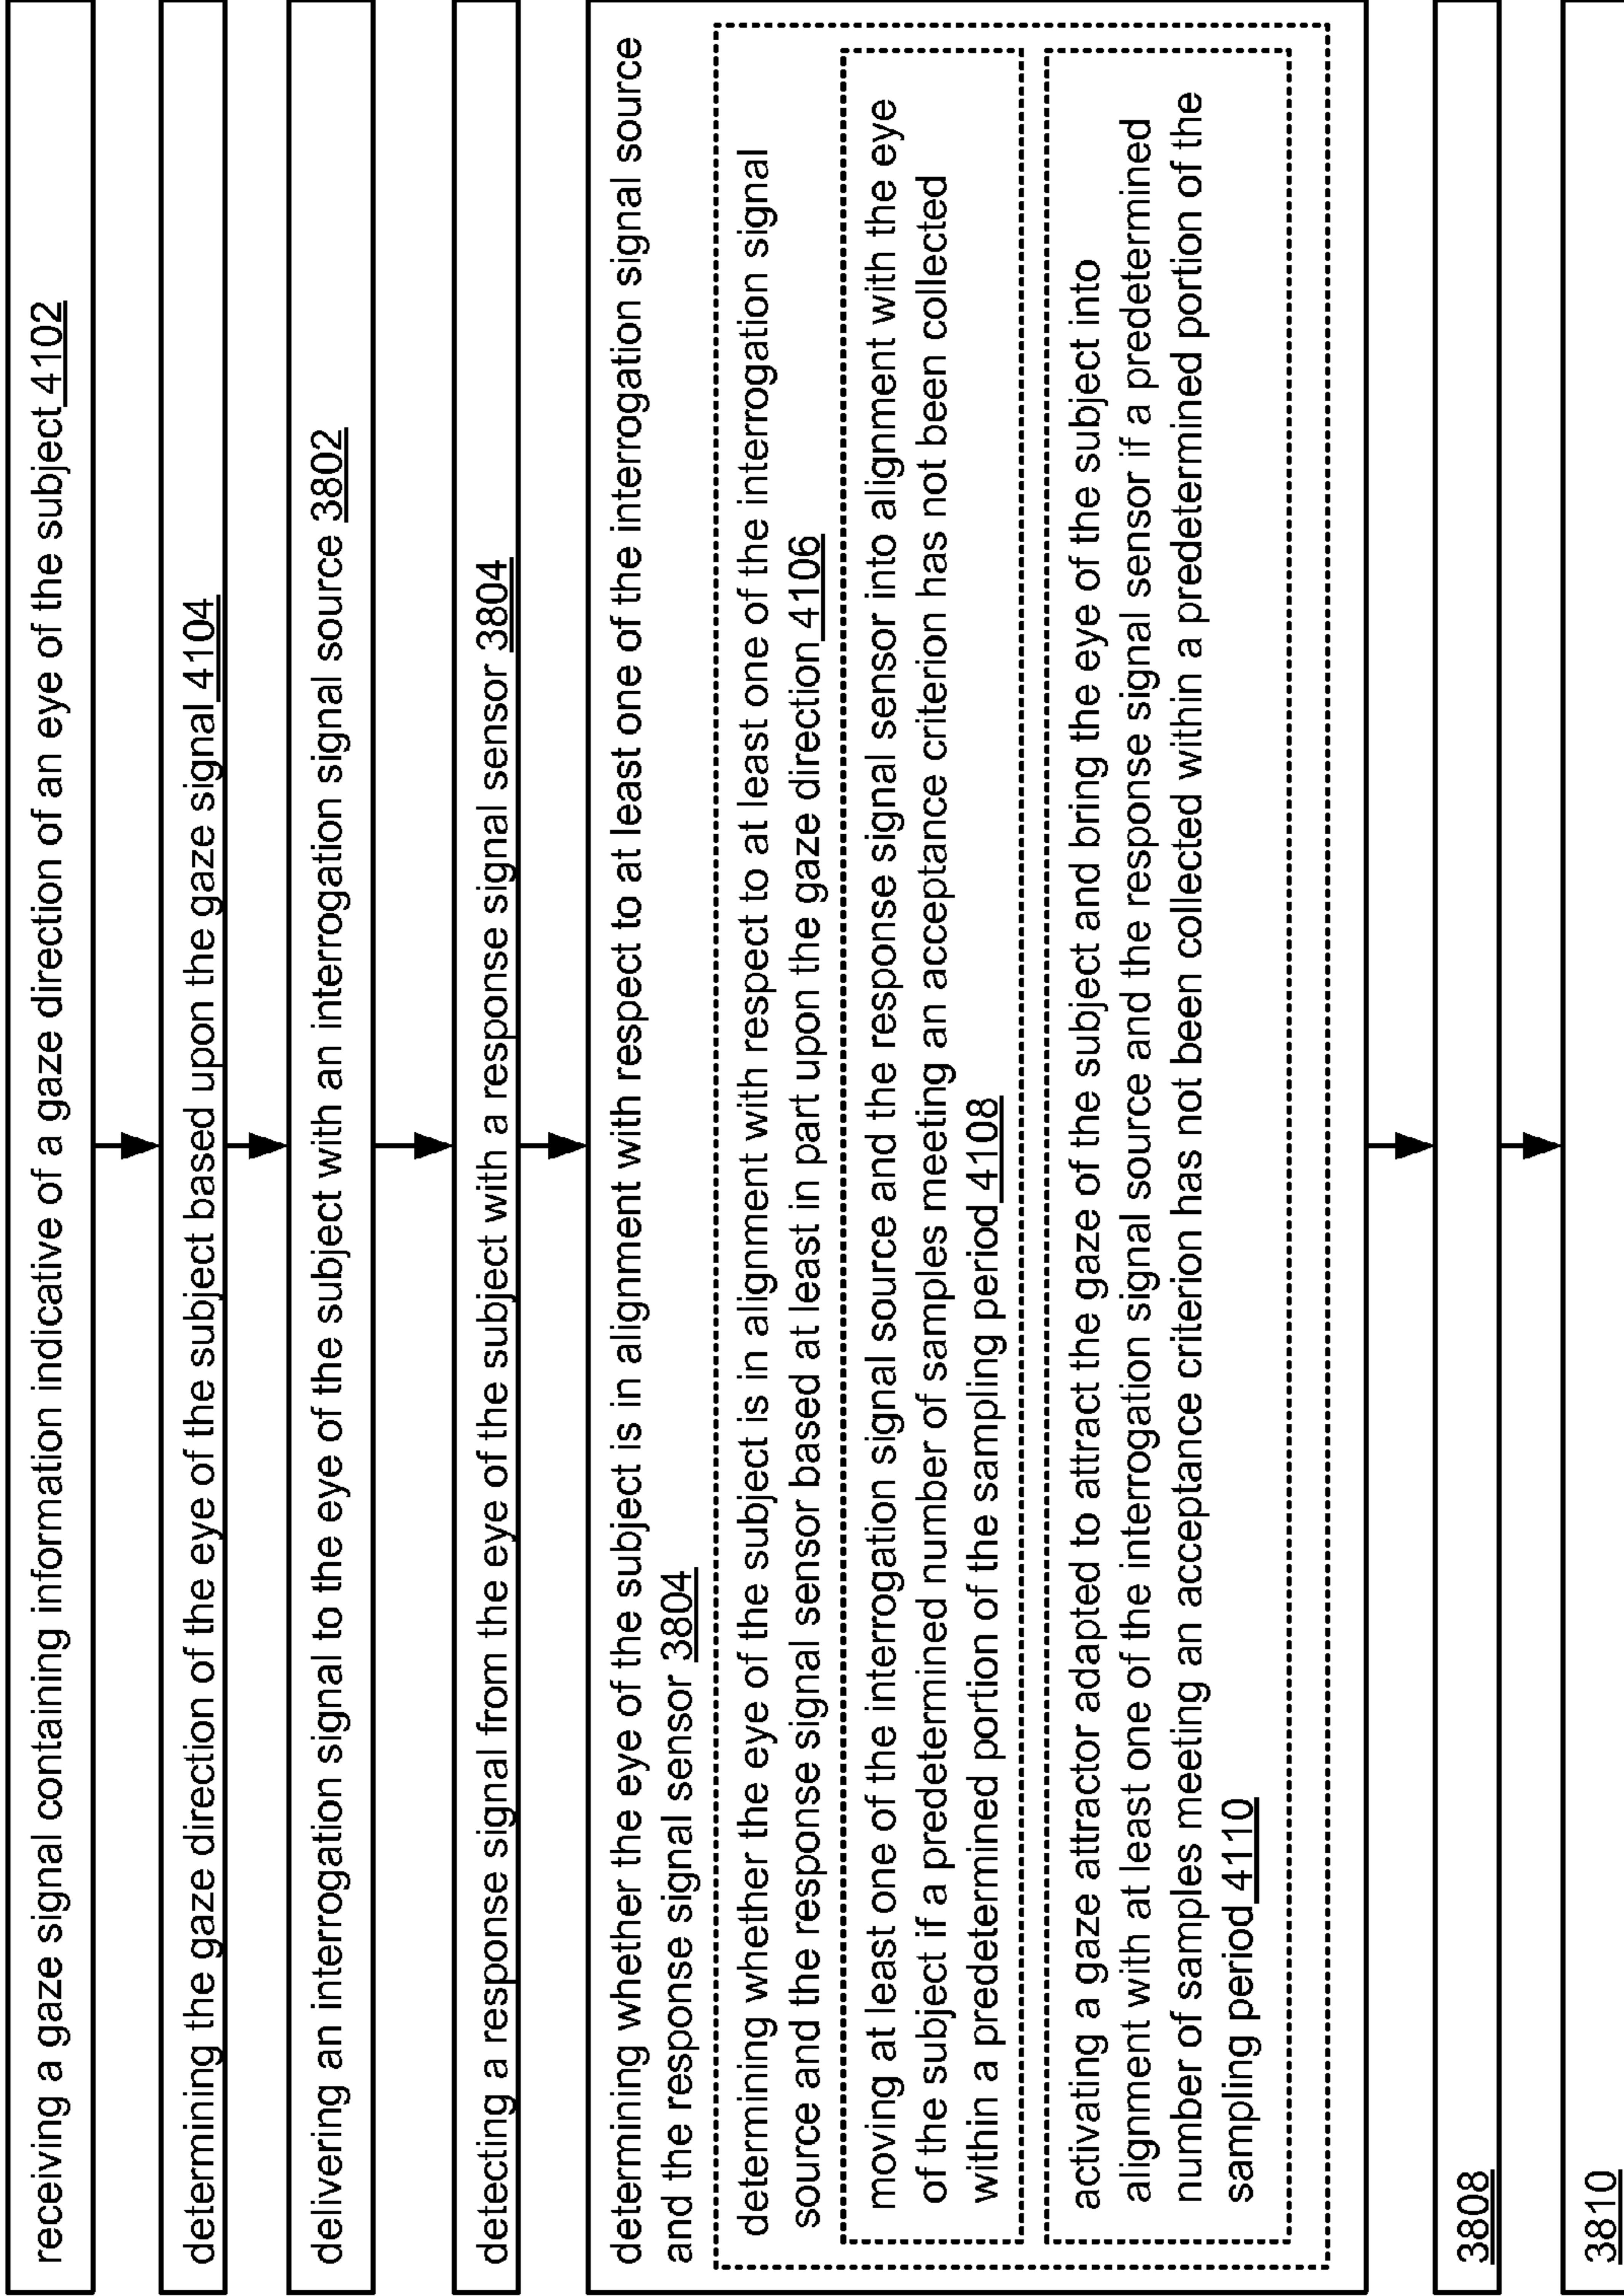 receiving a gaze signal containing information indicative of a gaze direction of an eye of the subject 4102
determining the gaze direction of the eye of the subject based upon the gaze signal 4104
delivering an interrogation signal to the eye of the subject with an interrogation signal source 3802
detecting a response signal from the eye of the subject with a response signal sensor 3804
determining whether the eye of the subject is in alignment with respect to at least one of the interrogation signal source
and the response signal sensor 3804
determining whether the eye of the subject is in alignment with respect to at least one of the interrogation signal
source and the response signal sensor based at least in part upon the gaze direction 4106
moving at least one of the interrogation signal source and the response signal sensor into alignment with the eye
of the subject if a predetermined number of samples meeting an acceptance criterion has not been collected
within a predetermined portion of the sampling period 4108
activating a gaze attractor adapted to attract the gaze of the subject and bring the eye of the subject into
alignment with at least one of the interrogation signal source and the response signal sensor if a predetermined
number of samples meeting an acceptance criterion has not been collected within a predetermined portion of the
sampling period 4110
3808
3810